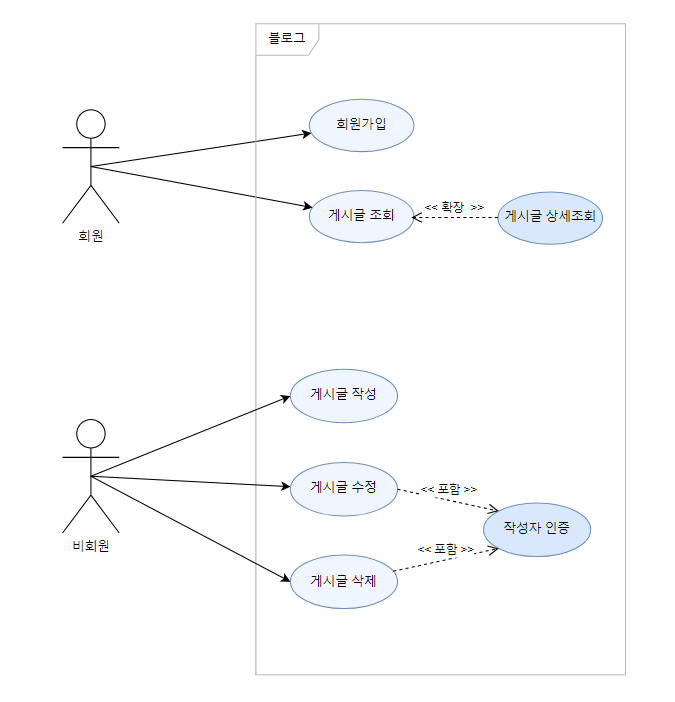 블로그
회원가입
게시글 조회
<< 확장 >>
게시글 상세조회
회원
게시글 작성
게시글 수정
<< 포함 >>
작성자 인증
비회원
<< 포함 >>
게시글 삭제